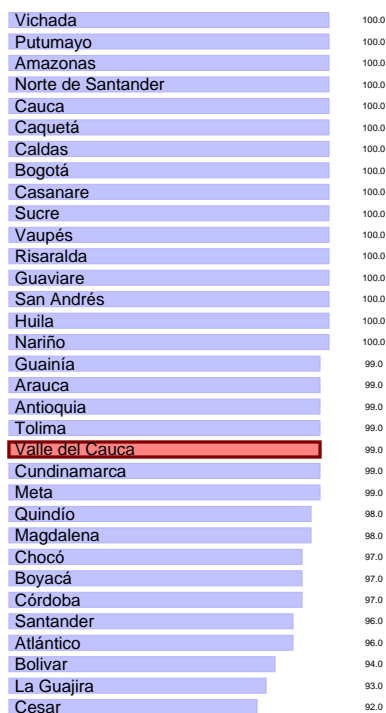 Vichada 100.0
Putumayo 100.0
Amazonas 100.0
Norte de Santander 100.0
Cauca 100.0
Caquetá 100.0
Caldas 100.0
Bogotá 100.0
Casanare 100.0
Sucre 100.0
Vaupés 100.0
Risaralda 100.0
Guaviare 100.0
San Andrés 100.0
Huila 100.0
Nariño 100.0
Guainía 99.0
Arauca 99.0
Antioquia 99.0
Tolima 99.0
Valle del Cauca 99.0
Cundinamarca 99.0
Meta 99.0
Quindío 98.0
Magdalena 98.0
Chocó 97.0
Boyacá 97.0
Córdoba 97.0
Santander 96.0
Atlántico 96.0
Bolivar 94.0
La Guajira 93.0
Cesar 92.0